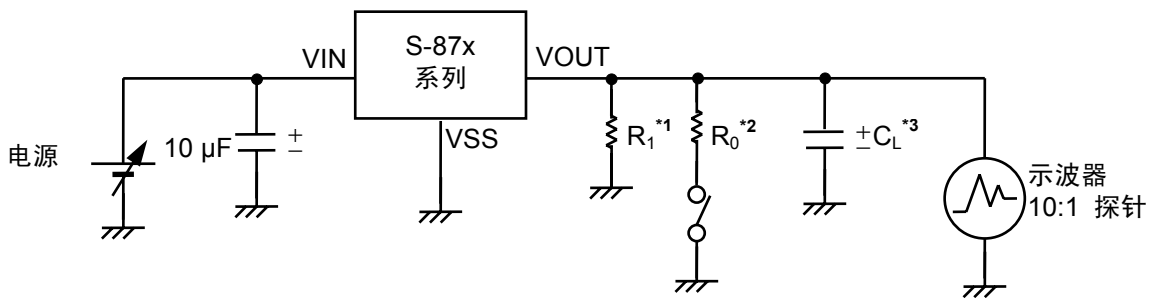 S-87x
系列
VIN
VOUT
VSS
电源
10 µF
+
−
R1*1
R0*2
+
−
CL*3
示波器
10:1 探针